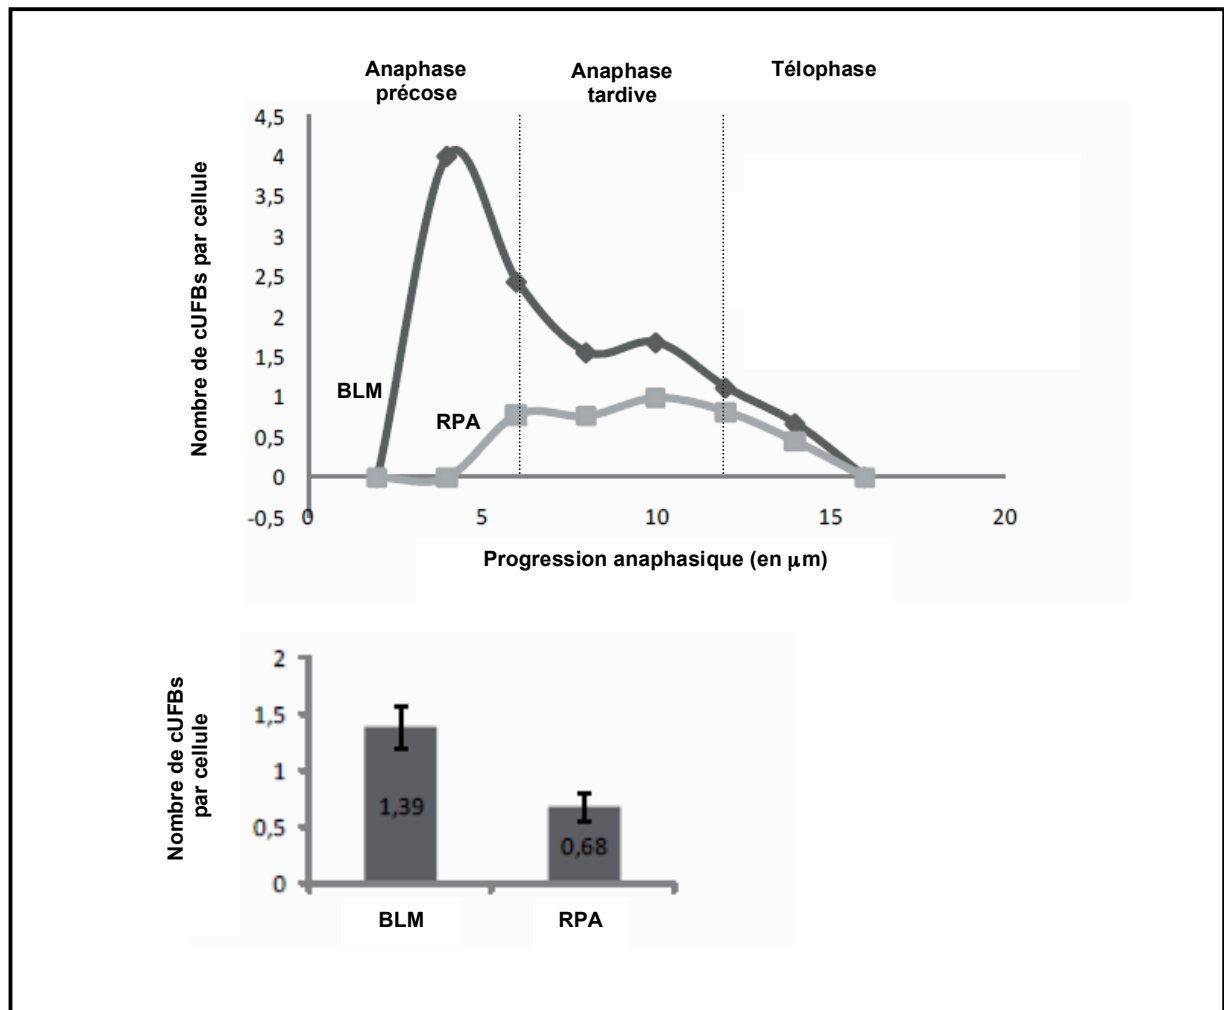 Anaphase
précose
Anaphase
tardive
Télophase
Nombre de cUFBs par cellule
4,5
4
3,5
3
2,5
2
1,5
1
0,5
0
-0,5
BLM
RPA
0
5
10
15
20
Progression anaphasique (en µm)
Nombre de cUFBs
par cellule
2
1,5
1
0,5
0
1,39
0,68
BLM
RPA